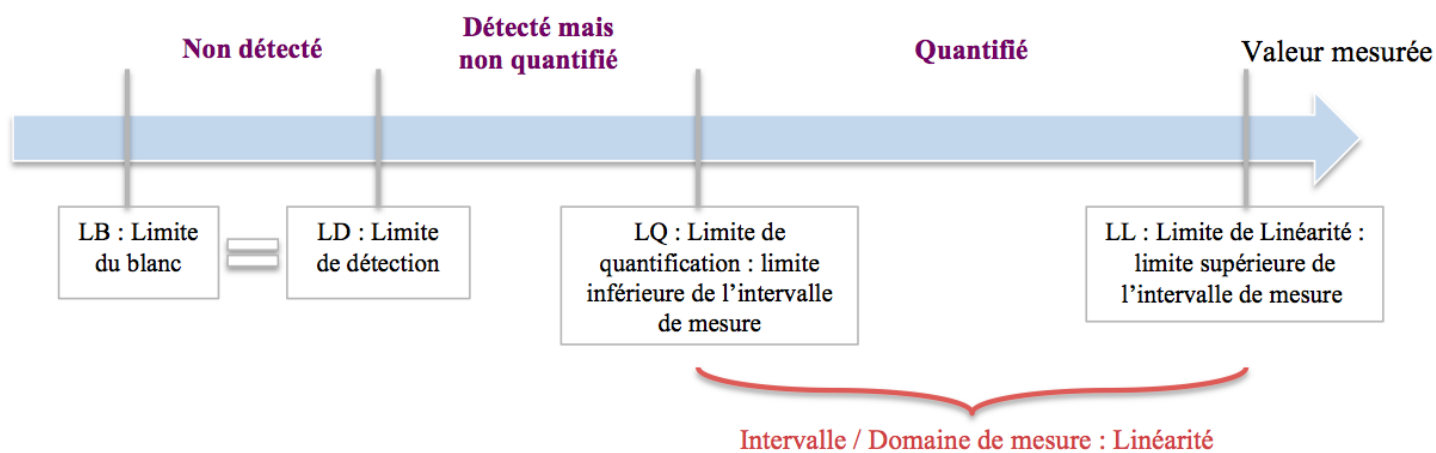 Non détecté
Détecté mais
non quantifié
Quantifié
Valeur mesurée
LB : Limite
du blanc
LD : Limite
de détection
LQ : Limite de
quantification : limite
inférieure de l’intervalle
de mesure
LL : Limite de Linéarité :
limite supérieure de
l’intervalle de mesure
Intervalle / Domaine de mesure : Linéarité